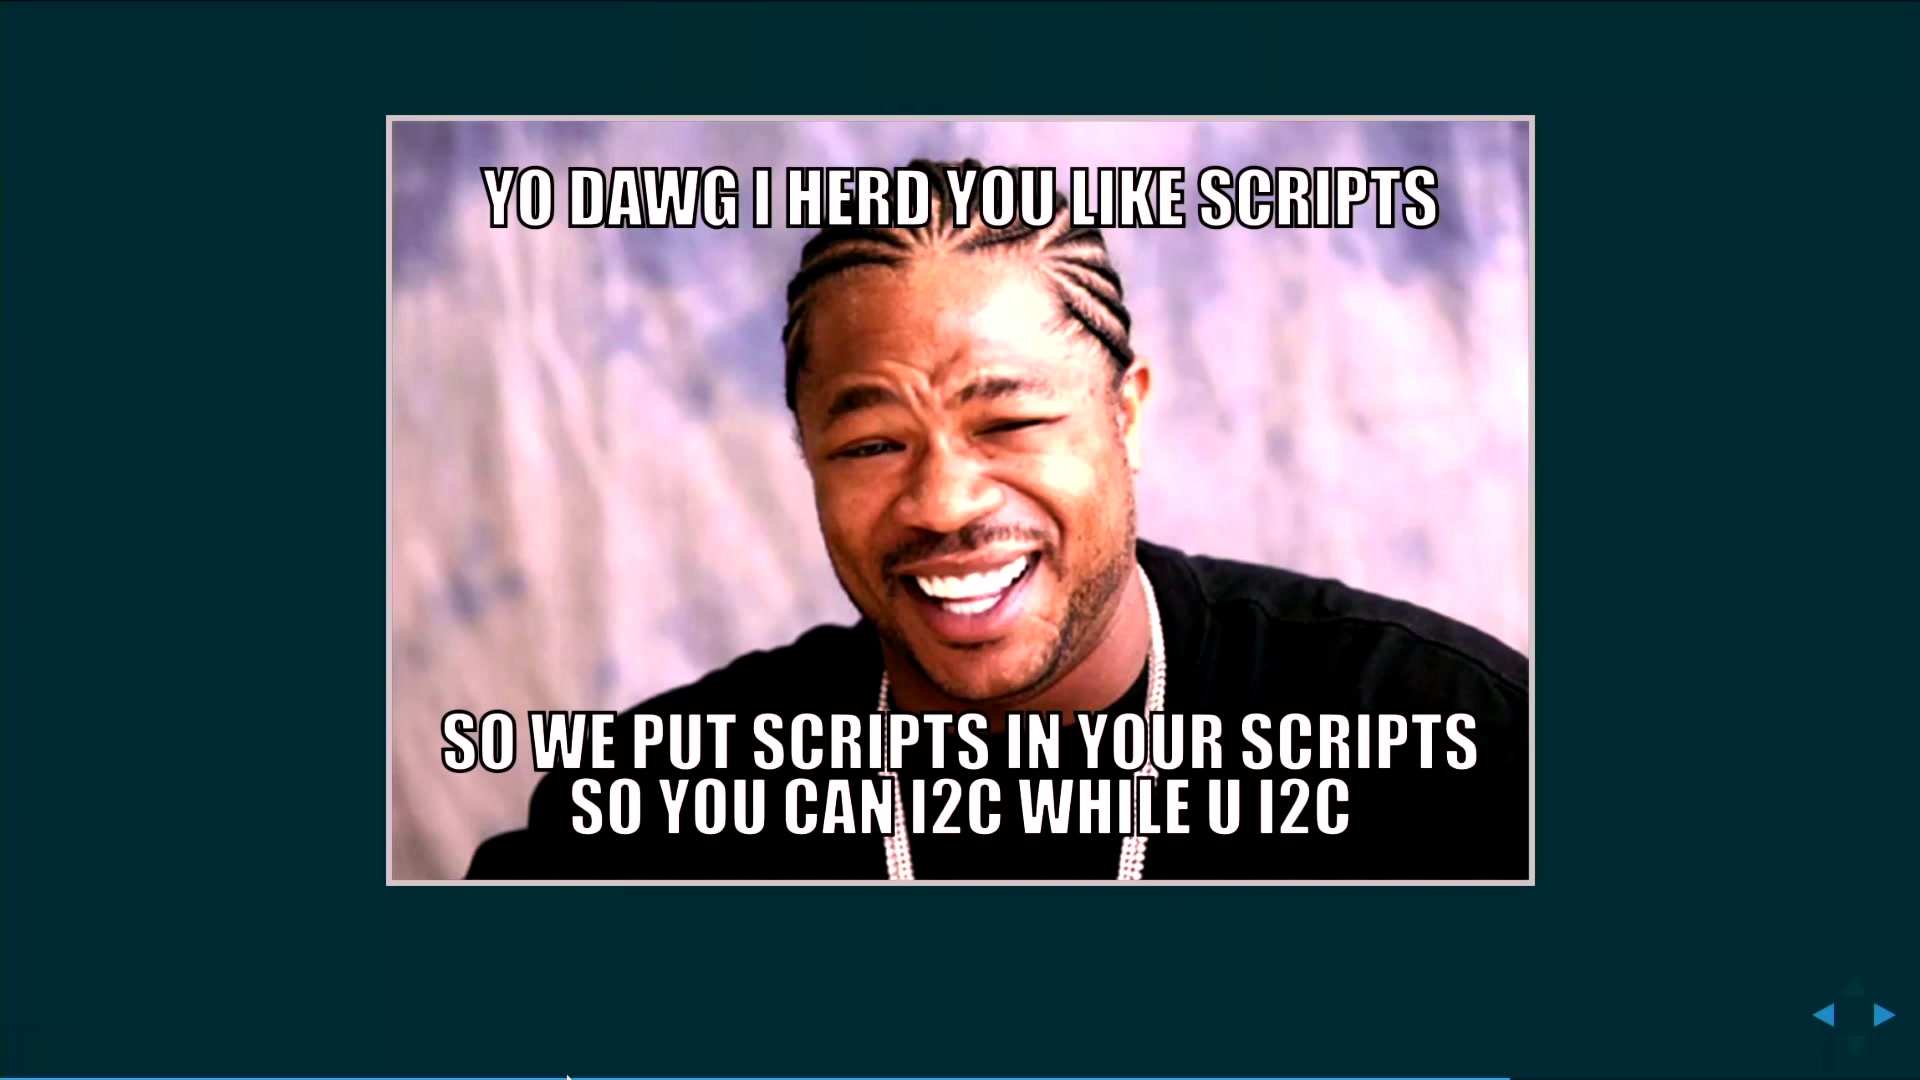 YO DAWG I HERD YOU LIKE SCRIPTS
SO WE PUT SCRIPTS IN YOUR SCRIPTS
SO YOU CAN I2C WHILE U I2C